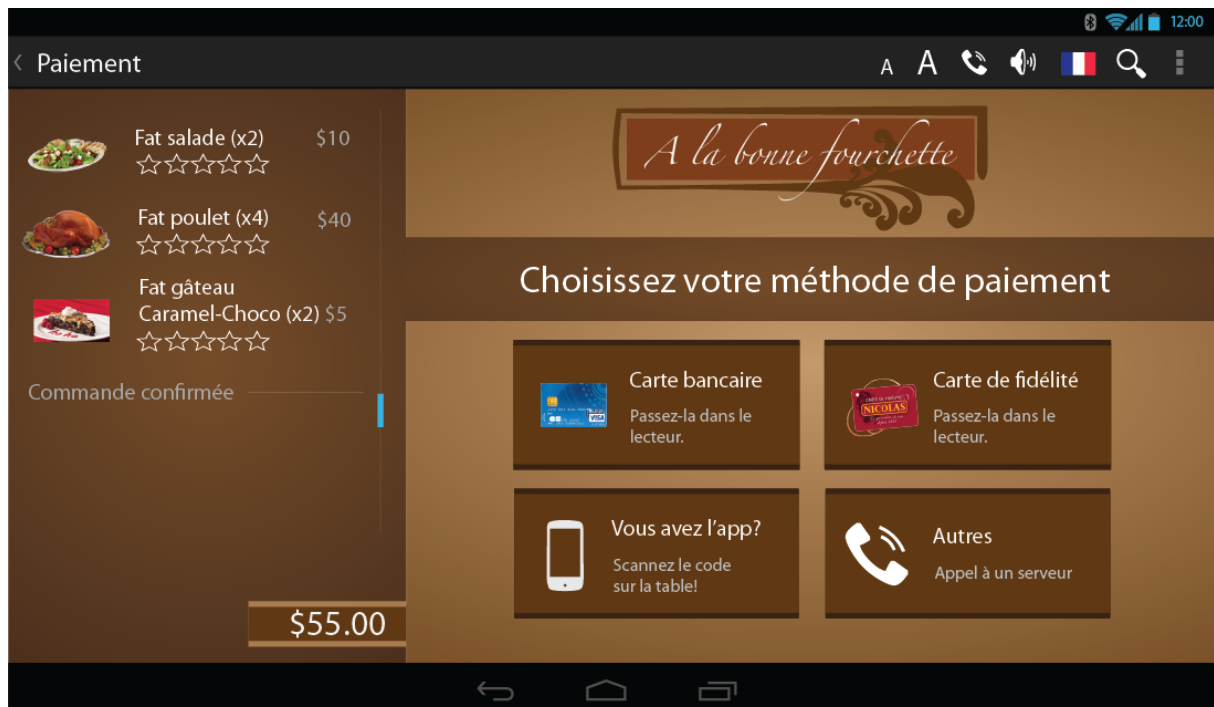 12:00
Paiement
A A
Fat salade (x2) $10
Fat poulet (x4) $40
Fat gâteau
Caramel-Choco (x2) $5
Commande confirmée
$55.00
A la bonne fourchette
Choisissez votre méthode de paiement
Carte bancaire
Passez-la dans le
lecteur.
VISA
Carte de fidélité
Passez-la dans le
lecteur.
NICOLAS
Vous avez l'app?
Scannez le code
sur la table!
Autres
Appel à un serveur